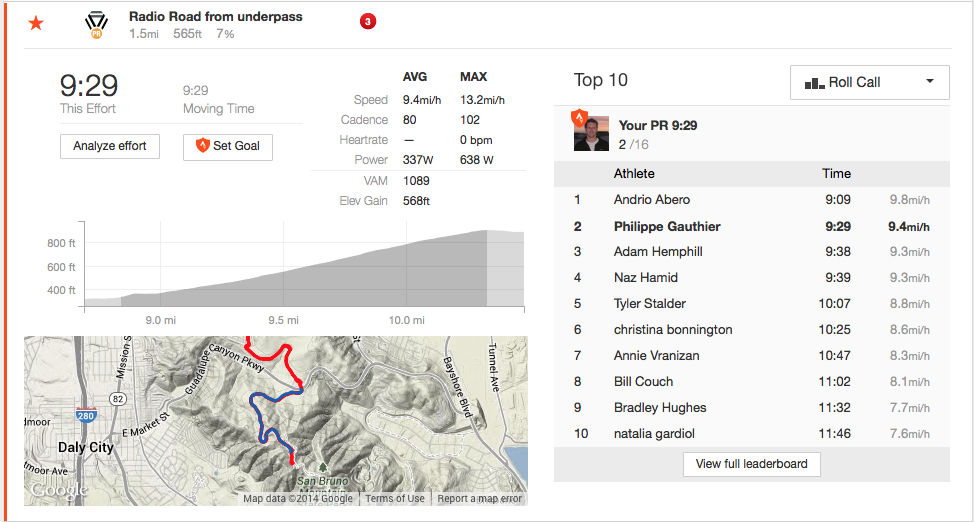 Radio Road from underpass
3
PR
1.5mi 565ft 7%
9:29
This Effort
9:29
Moving Time
Analyze effort
Set Goal
AVG MAX
Speed 9.4mi/h 13.2mi/h
Cadence 80 102
Heartrate — 0 bpm
Power 337W 638 W
VAM 1089
Elev Gain 568ft
800 ft
600 ft
400 ft
9.0 mi 9.5 mi 10.0 mi
Mission S
Guadalupe
Canyon Pkwy
St
Bayshore Blvd
Tunnel Ave
82
280
E Market St
dmoor
Daly City
tmoor Ave
San Bruno
Mountain
Google
Map data ©2014 Google
Terms of Use
Report a map error
Top 10
Roll Call
Your PR 9:29
2 /16
Athlete Time
1 Andrio Abero 9:09 9.8mi/h
2 Philippe Gauthier 9:29 9.4mi/h
3 Adam Hemphill 9:38 9.3mi/h
4 Naz Hamid 9:39 9.3mi/h
5 Tyler Stalder 10:07 8.8mi/h
6 christina bonnington 10:25 8.6mi/h
7 Annie Vranizan 10:47 8.3mi/h
8 Bill Couch 11:02 8.1mi/h
9 Bradley Hughes 11:32 7.7mi/h
10 natalia gardiol 11:46 7.6mi/h
View full leaderboard